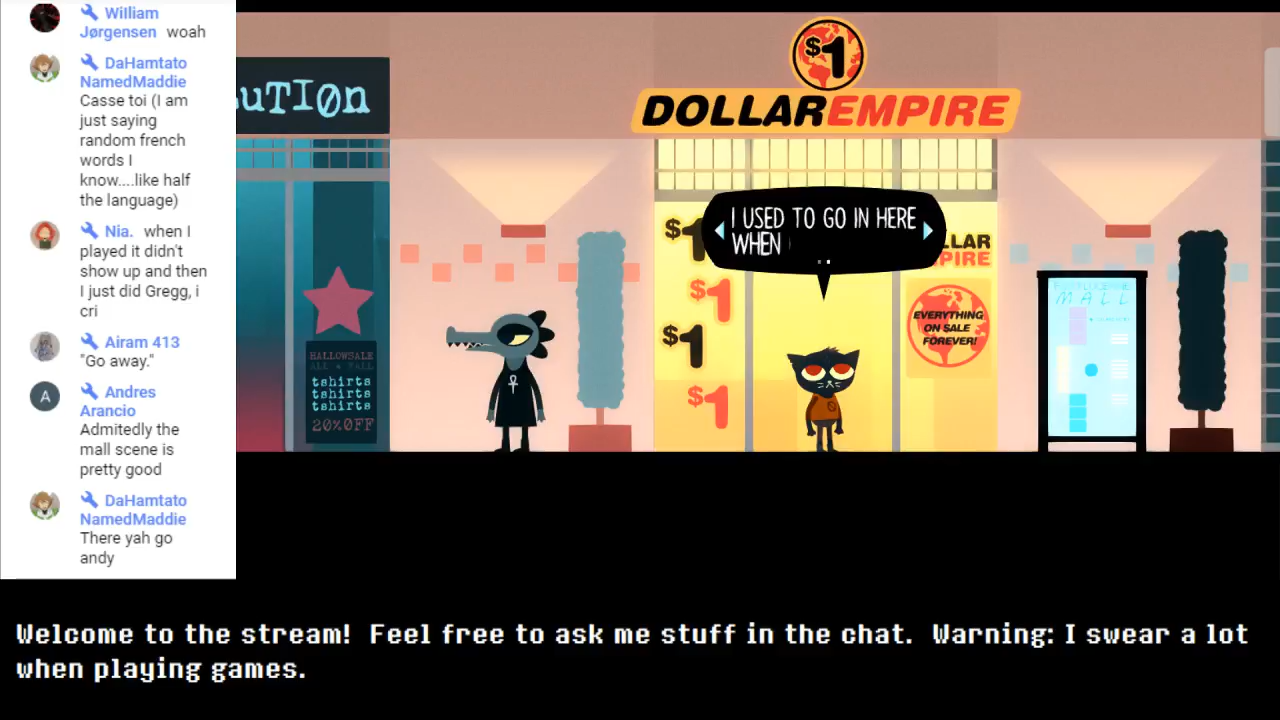 William
Jørgensen woah
DaHamtato
NamedMaddie
Casse toi (I am
just saying
random french
words I
know....like half
the language)
Nia. when I
played it didn't
show up and then
I just did Gregg, i
cri
Airam 413
"Go away."
A
Andres
Arancio
Admitedly the
mall scene is
pretty good
DaHamtato
NamedMaddie
There yah go
andy
uTIØn
HALLOWSALE
tshirts
tshirts
tshirts
20%OFF
$1
DOLLAREMPIRE
I USED TO GO IN HERE
WHEN
$1
$1
$1
$1
LLAR
PIRE
EVERYTHING
ON SALE
FOREVER!
MALL
Welcome to the stream! Feel free to ask me stuff in the chat. Warning: I swear a lot
when playing games.